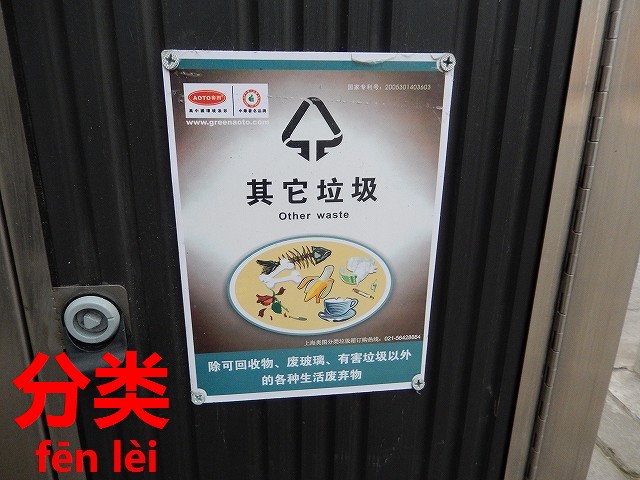 国家专利号: 2005301403603
AOTO
www.greenaoto.com
其它垃圾
Other waste
上海奥图分类垃圾箱订购热线: 021-56428884
除可回收物、废玻璃、有害垃圾以外
的各种生活废弃物
分类
fēn lèi